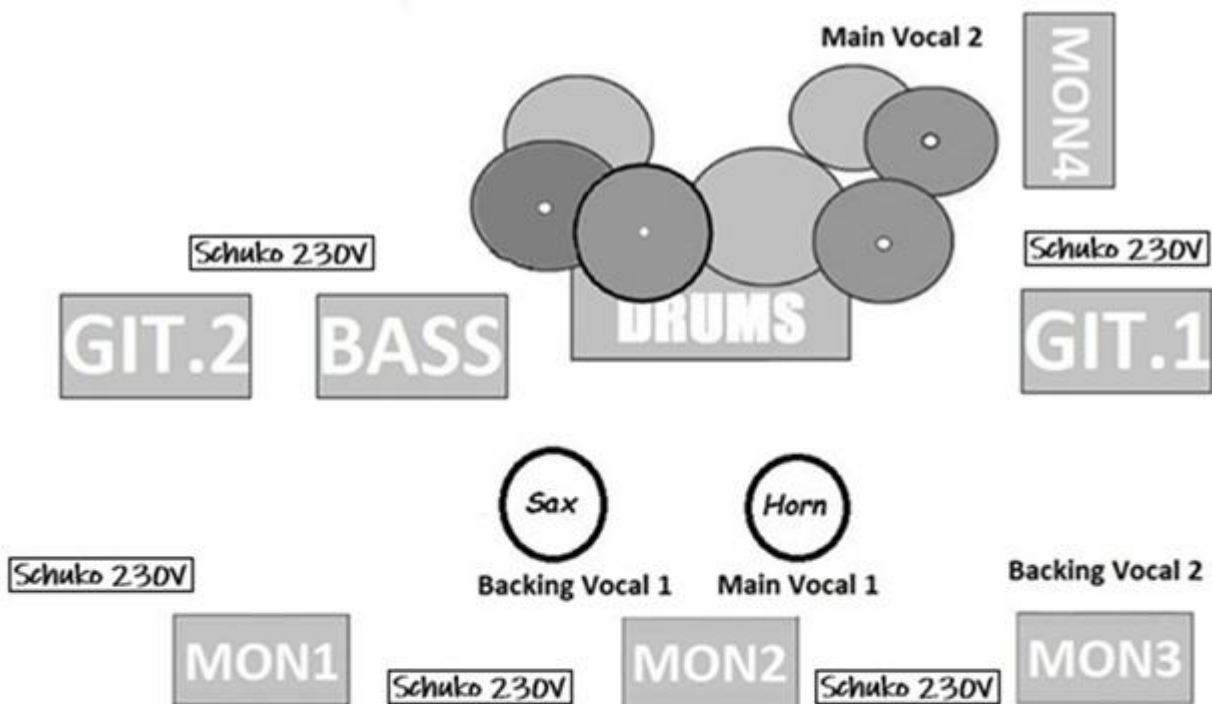 Main Vocal 2
MON4
Schuko 230V
Schuko 230V
GIT.2
BASS
DRUMS
GIT.1
Sax
Horn
Schuko 230V
Backing Vocal 1
Main Vocal 1
Backing Vocal 2
MON1
Schuko 230V
MON2
Schuko 230V
MON3